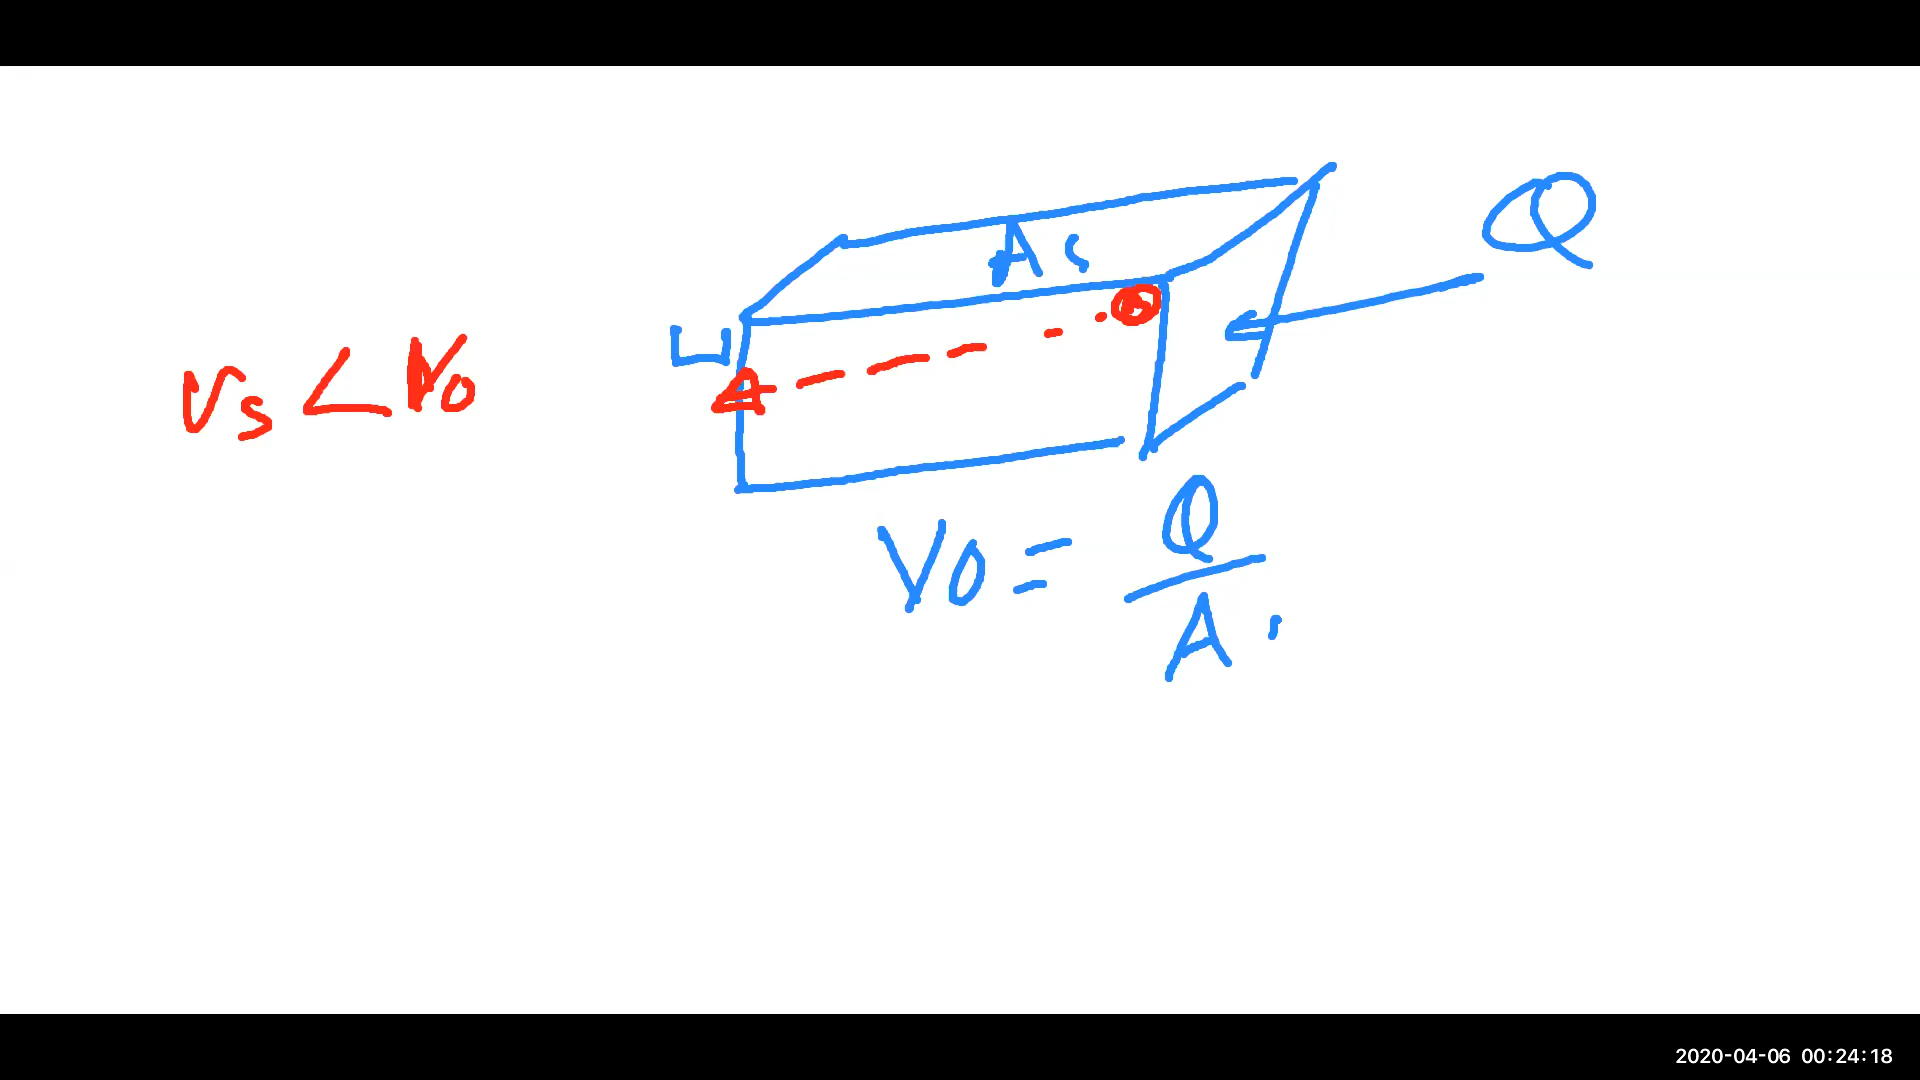 Q
As
vs < vo
Vo = Q / A
2020-04-06 00:24:18